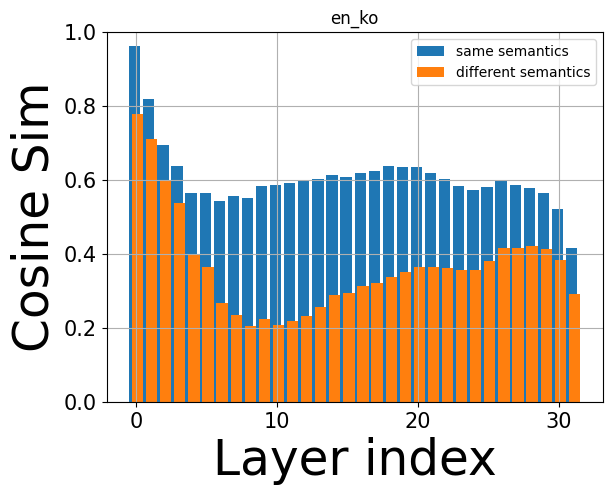 en_ko
same semantics
different semantics
Cosine Sim
1.0
0.8
0.6
0.4
0.2
0.0
0 10 20 30
Layer index